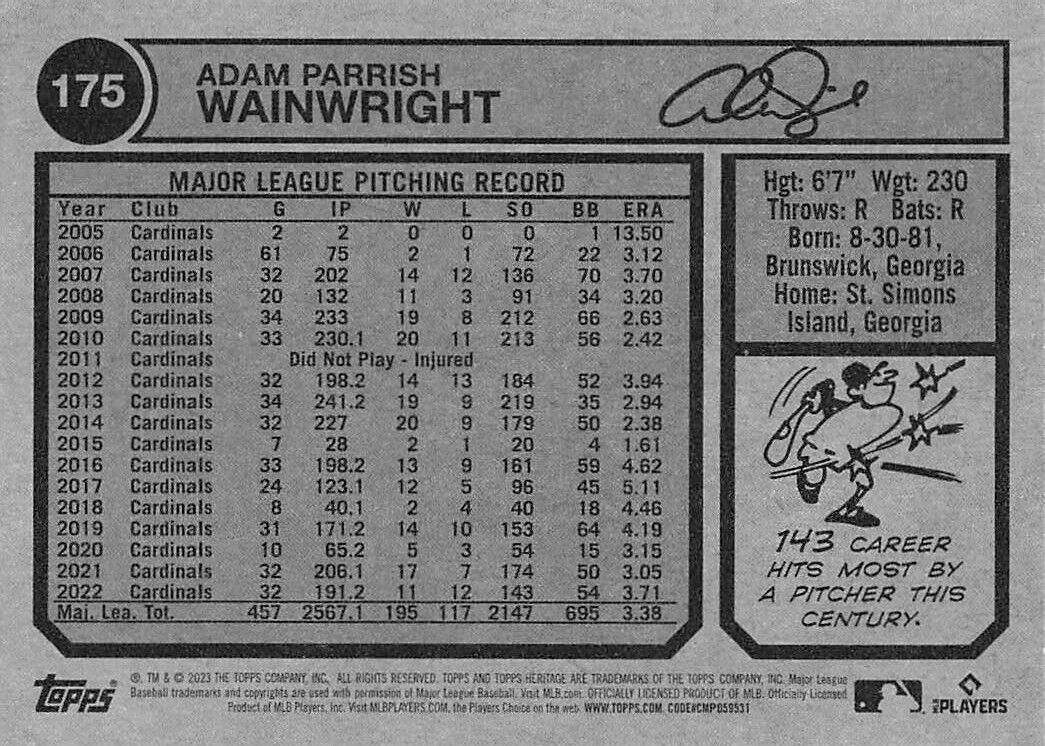 175
ADAM PARRISH
WAINWRIGHT
MAJOR LEAGUE PITCHING RECORD
Year Club G IP W L SO BB ERA
2005 Cardinals 2 2 0 0 0 1 13.50
2006 Cardinals 61 75 2 1 72 22 3.12
2007 Cardinals 32 202 14 12 136 70 3.70
2008 Cardinals 20 132 11 3 91 34 3.20
2009 Cardinals 34 233 19 8 212 66 2.63
2010 Cardinals 33 230.1 20 11 213 56 2.42
2011 Cardinals Did Not Play - Injured
2012 Cardinals 32 198.2 14 13 184 52 3.94
2013 Cardinals 34 241.2 19 9 219 35 2.94
2014 Cardinals 32 227 20 9 179 50 2.38
2015 Cardinals 7 28 2 1 20 4 1.61
2016 Cardinals 33 198.2 13 9 161 59 4.62
2017 Cardinals 24 123.1 12 5 96 45 5.11
2018 Cardinals 8 40.1 2 4 40 18 4.46
2019 Cardinals 31 171.2 14 10 153 64 4.19
2020 Cardinals 10 65.2 5 3 54 15 3.15
2021 Cardinals 32 206.1 17 7 174 50 3.05
2022 Cardinals 32 191.2 11 12 143 54 3.71
Maj. Lea. Tot. 457 2567.1 195 117 2147 695 3.38
Hgt: 6'7" Wgt: 230
Throws: R Bats: R
Born: 8-30-81,
Brunswick, Georgia
Home: St. Simons
Island, Georgia
143 CAREER
HITS MOST BY
A PITCHER THIS
CENTURY.
Topps®
®, TM & © 2023 THE TOPPS COMPANY, INC. ALL RIGHTS RESERVED. TOPPS AND TOPPS HERITAGE ARE TRADEMARKS OF THE TOPPS COMPANY, INC. Major League
Baseball trademarks and copyrights are used with permission of Major League Baseball. Visit MLB.com. OFFICIALLY LICENSED PRODUCT OF MLB. Officially Licensed
Product of MLB Players, Inc. Visit MLBPLAYERS.COM, the Players Choice on the web. WWW.TOPPS.COM. CODE#CMP059531
MLB PLAYERS